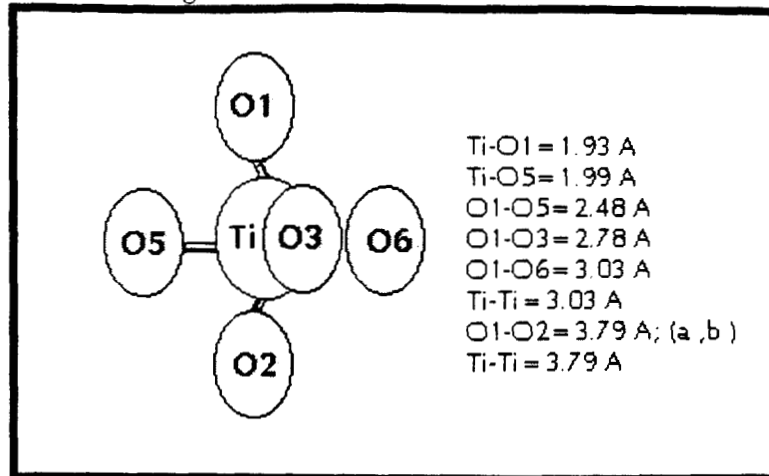 O1
O5 Ti O3 O6
O2
Ti-O1= 1.93 A
Ti-O5= 1.99 A
O1-O5= 2.48 A
O1-O3= 2.78 A
O1-O6= 3.03 A
Ti-Ti = 3.03 A
O1-O2= 3.79 A; (a ,b )
Ti-Ti= 3.79 A